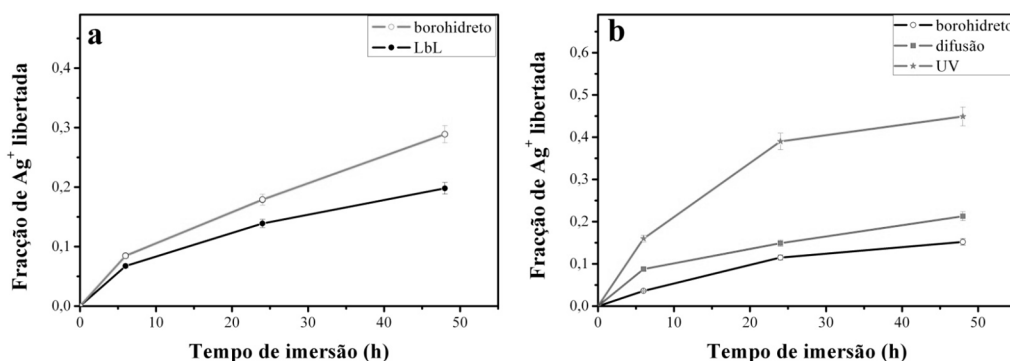 a
borohidreto
LbL
Fracção de Ag⁺ libertada
0,4
0,3
0,2
0,1
0,0
0 10 20 30 40 50
Tempo de imersão (h)
b
borohidreto
difusão
UV
Fracção de Ag⁺ libertada
0,6
0,5
0,4
0,3
0,2
0,1
0,0
0 10 20 30 40 50
Tempo de imersão (h)